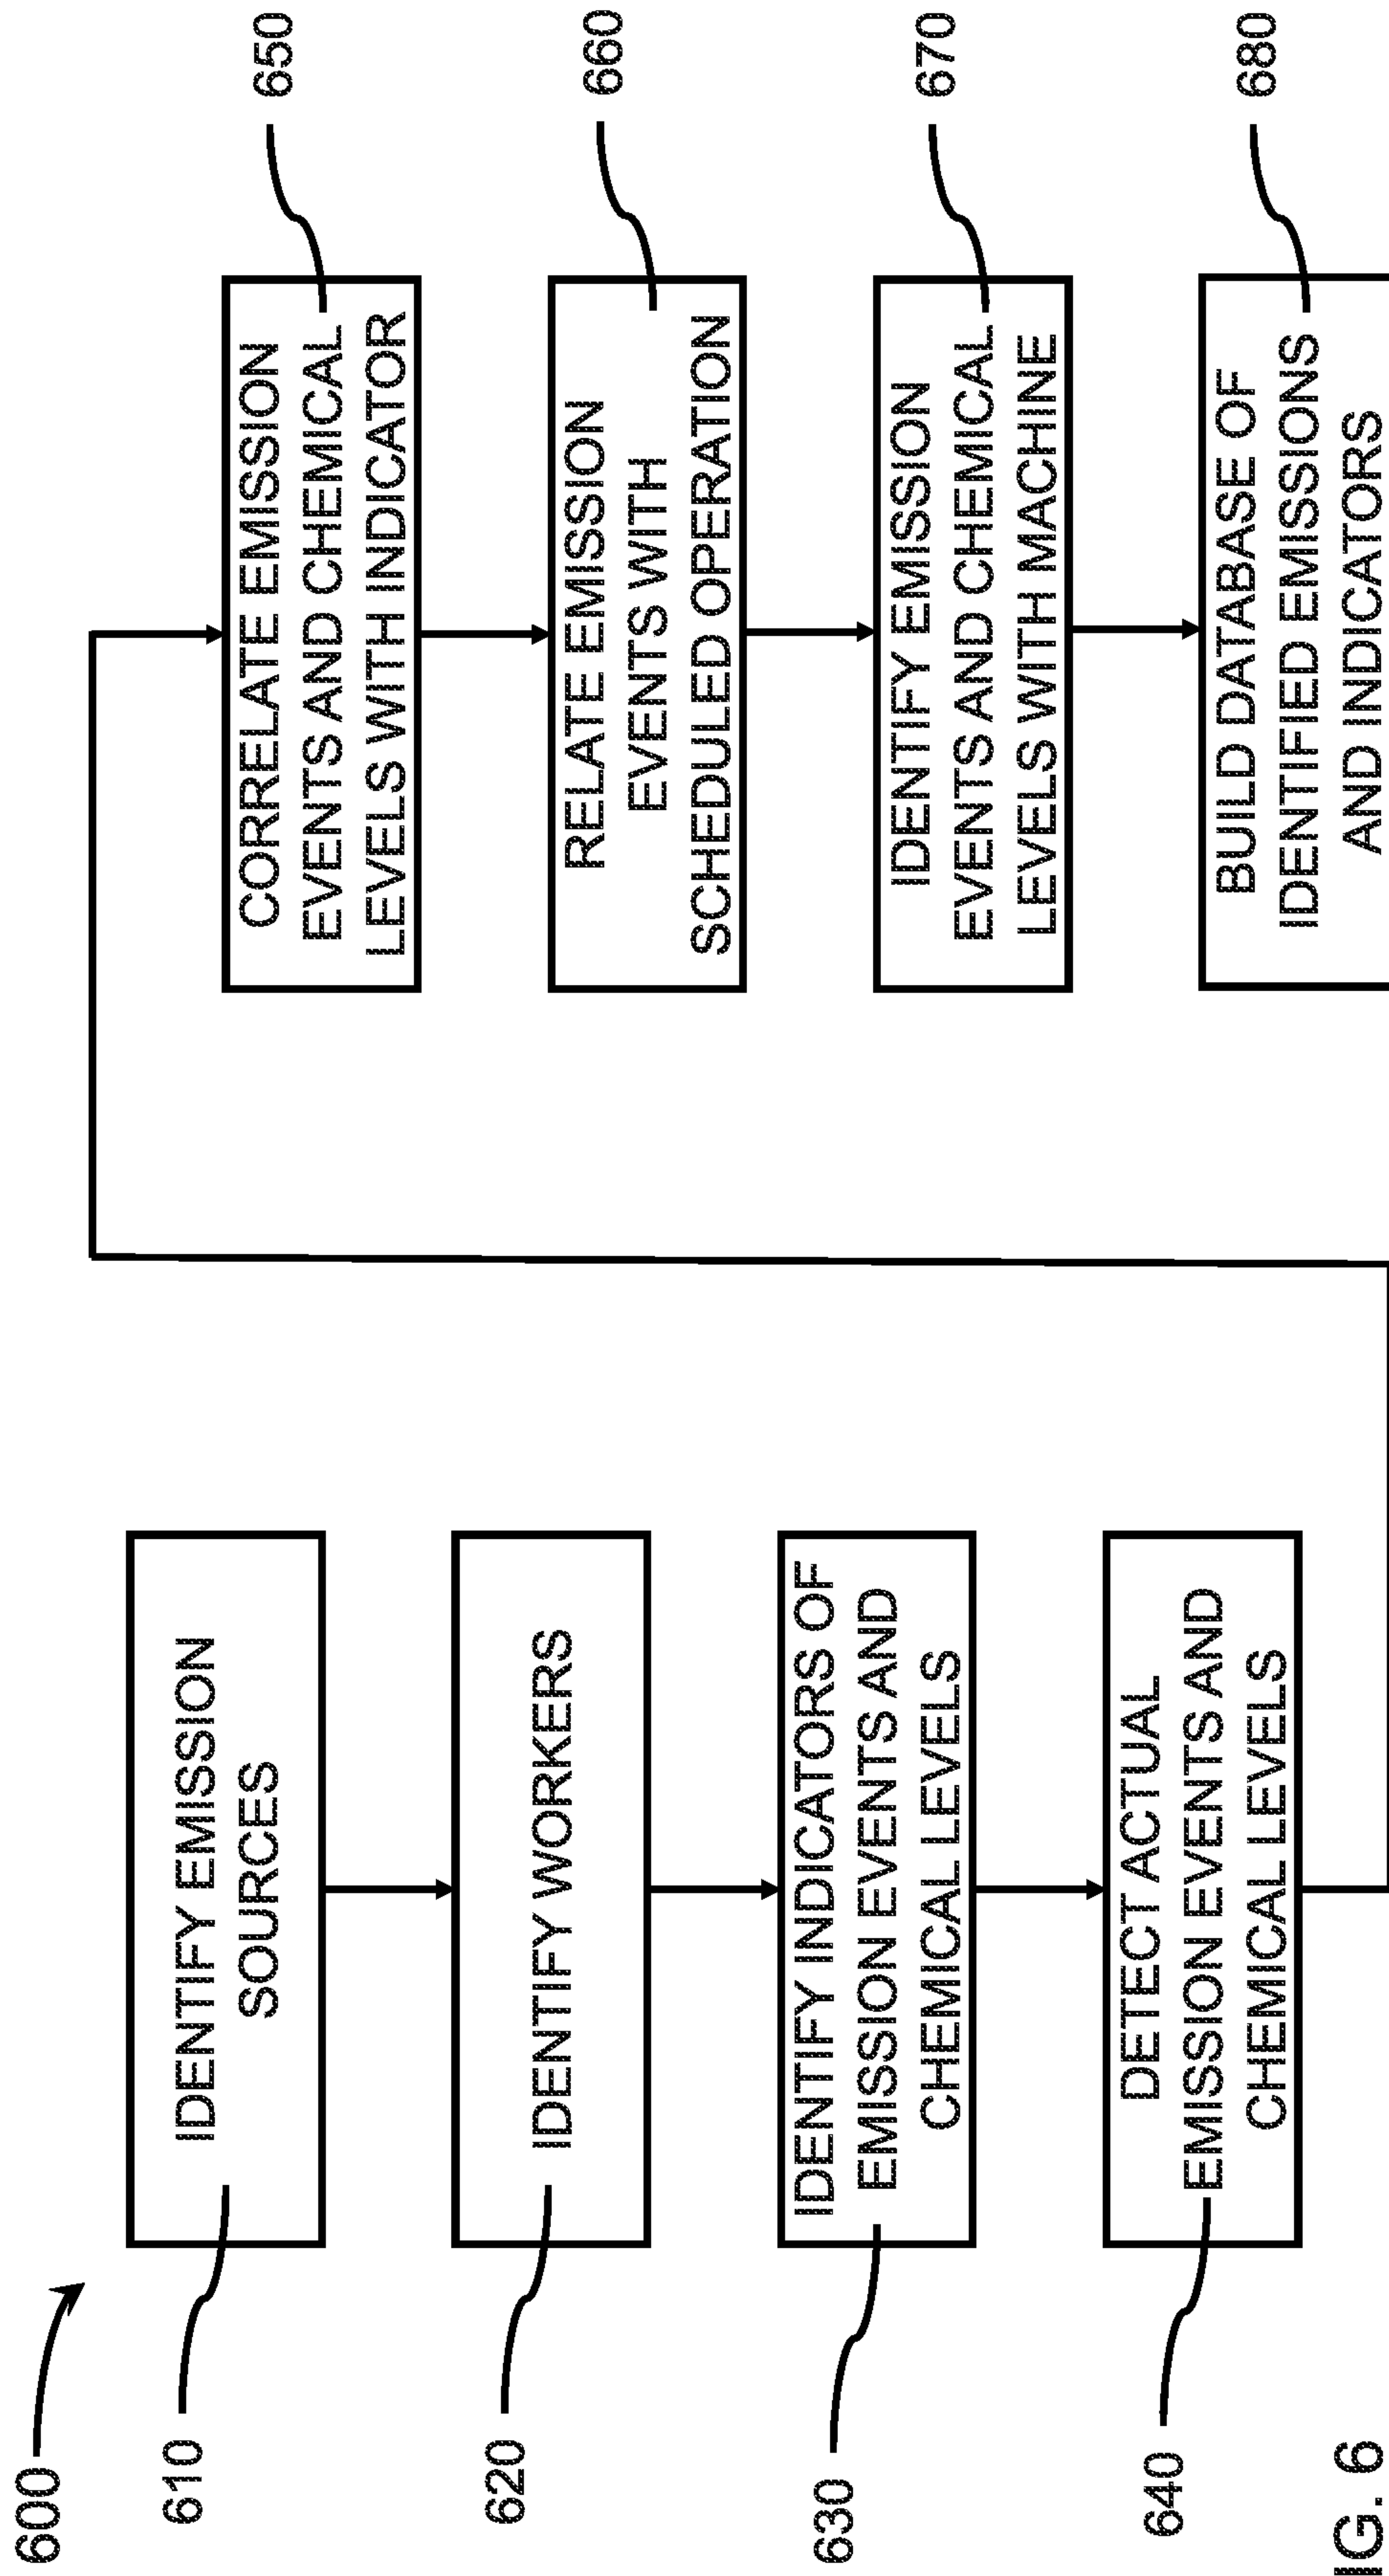 600
610
IDENTIFY EMISSION
SOURCES
620
IDENTIFY WORKERS
630
IDENTIFY INDICATORS OF
EMISSION EVENTS AND
CHEMICAL LEVELS
640
DETECT ACTUAL
EMISSION EVENTS AND
CHEMICAL LEVELS
650
CORRELATE EMISSION
EVENTS AND CHEMICAL
LEVELS WITH INDICATOR
660
RELATE EMISSION
EVENTS WITH
SCHEDULED OPERATION
670
IDENTIFY EMISSION
EVENTS AND CHEMICAL
LEVELS WITH MACHINE
680
BUILD DATABASE OF
IDENTIFIED EMISSIONS
AND INDICATORS
IG. 6